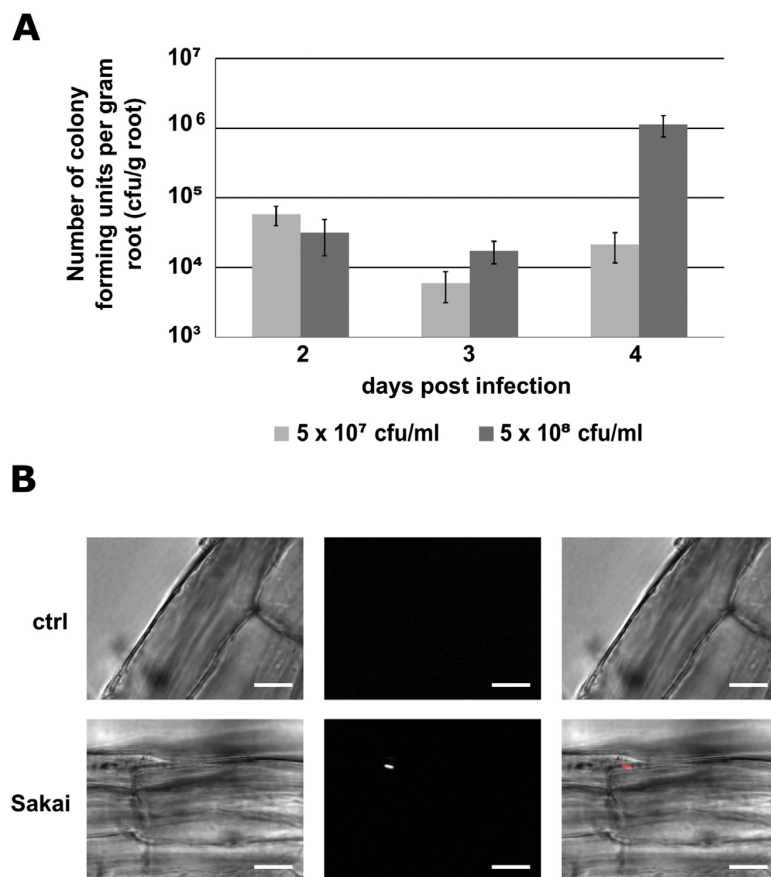 A
Number of colony
forming units per gram
root (cfu/g root)
10⁷
10⁶
10⁵
10⁴
10³
2 3 4
days post infection
5 x 10⁷ cfu/ml 5 x 10⁸ cfu/ml
B
ctrl
Sakai